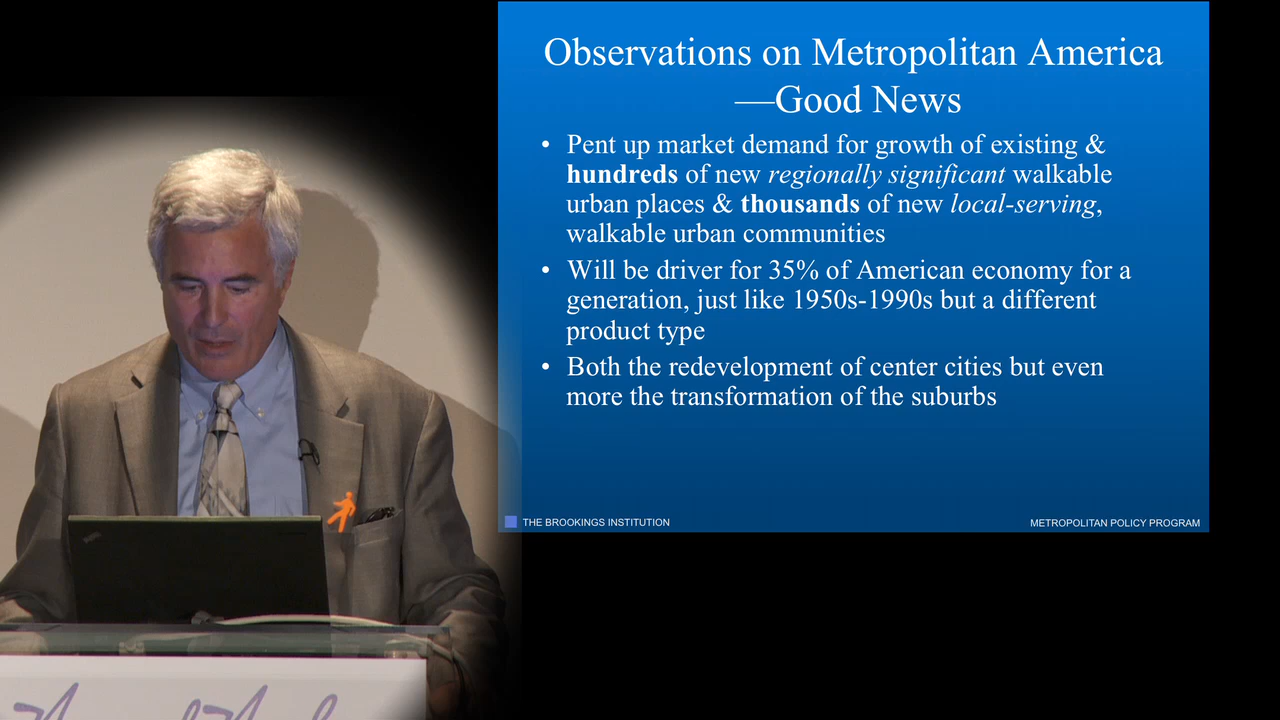 Observations on Metropolitan America
—Good News
• Pent up market demand for growth of existing &
hundreds of new regionally significant walkable
urban places & thousands of new local-serving,
walkable urban communities
• Will be driver for 35% of American economy for a
generation, just like 1950s-1990s but a different
product type
• Both the redevelopment of center cities but even
more the transformation of the suburbs
THE BROOKINGS INSTITUTION
METROPOLITAN POLICY PROGRAM